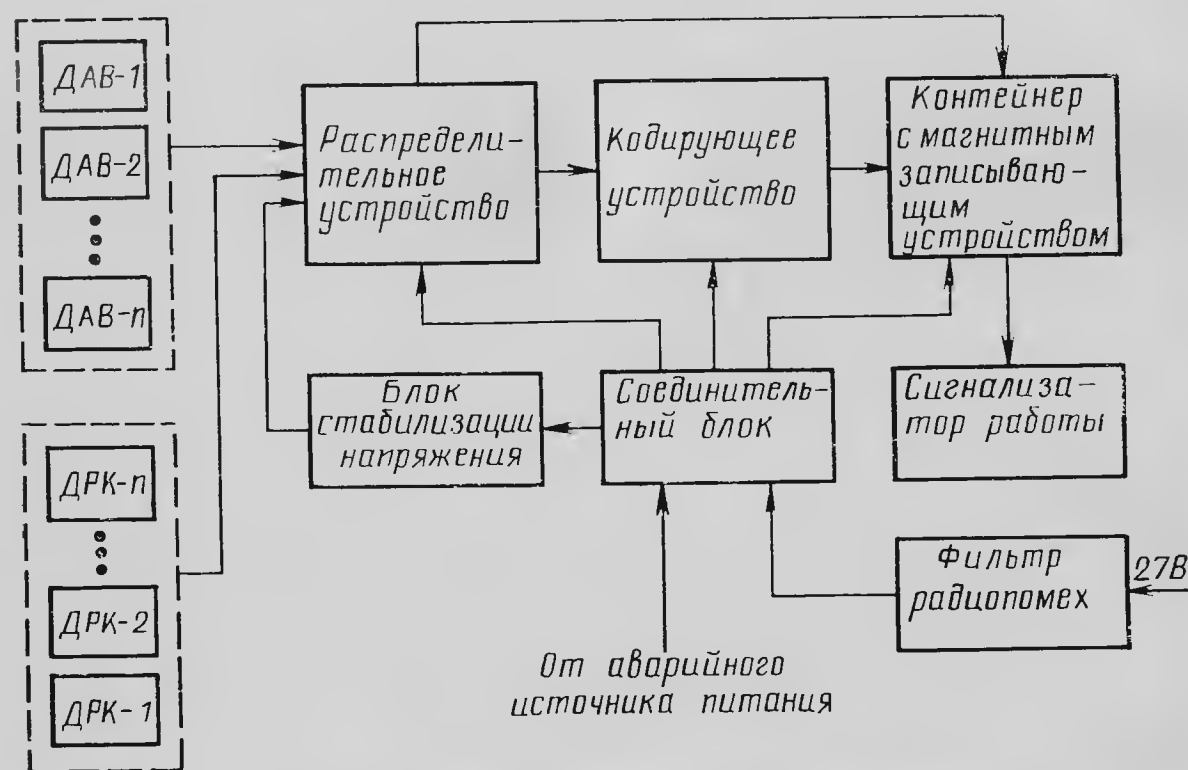 ДАВ-1
ДАВ-2
ДАВ-n
ДРК-n
ДРК-2
ДРК-1
Распредели-
тельное
устройство
Кодирующее
устройство
Контейнер
с магнитным
записываю-
щим
устройством
Блок
стабилизации
напряжения
Соединитель-
ный блок
Сигнализа-
тор работы
Фильтр
радиопомех
27В
От аварийного
источника питания